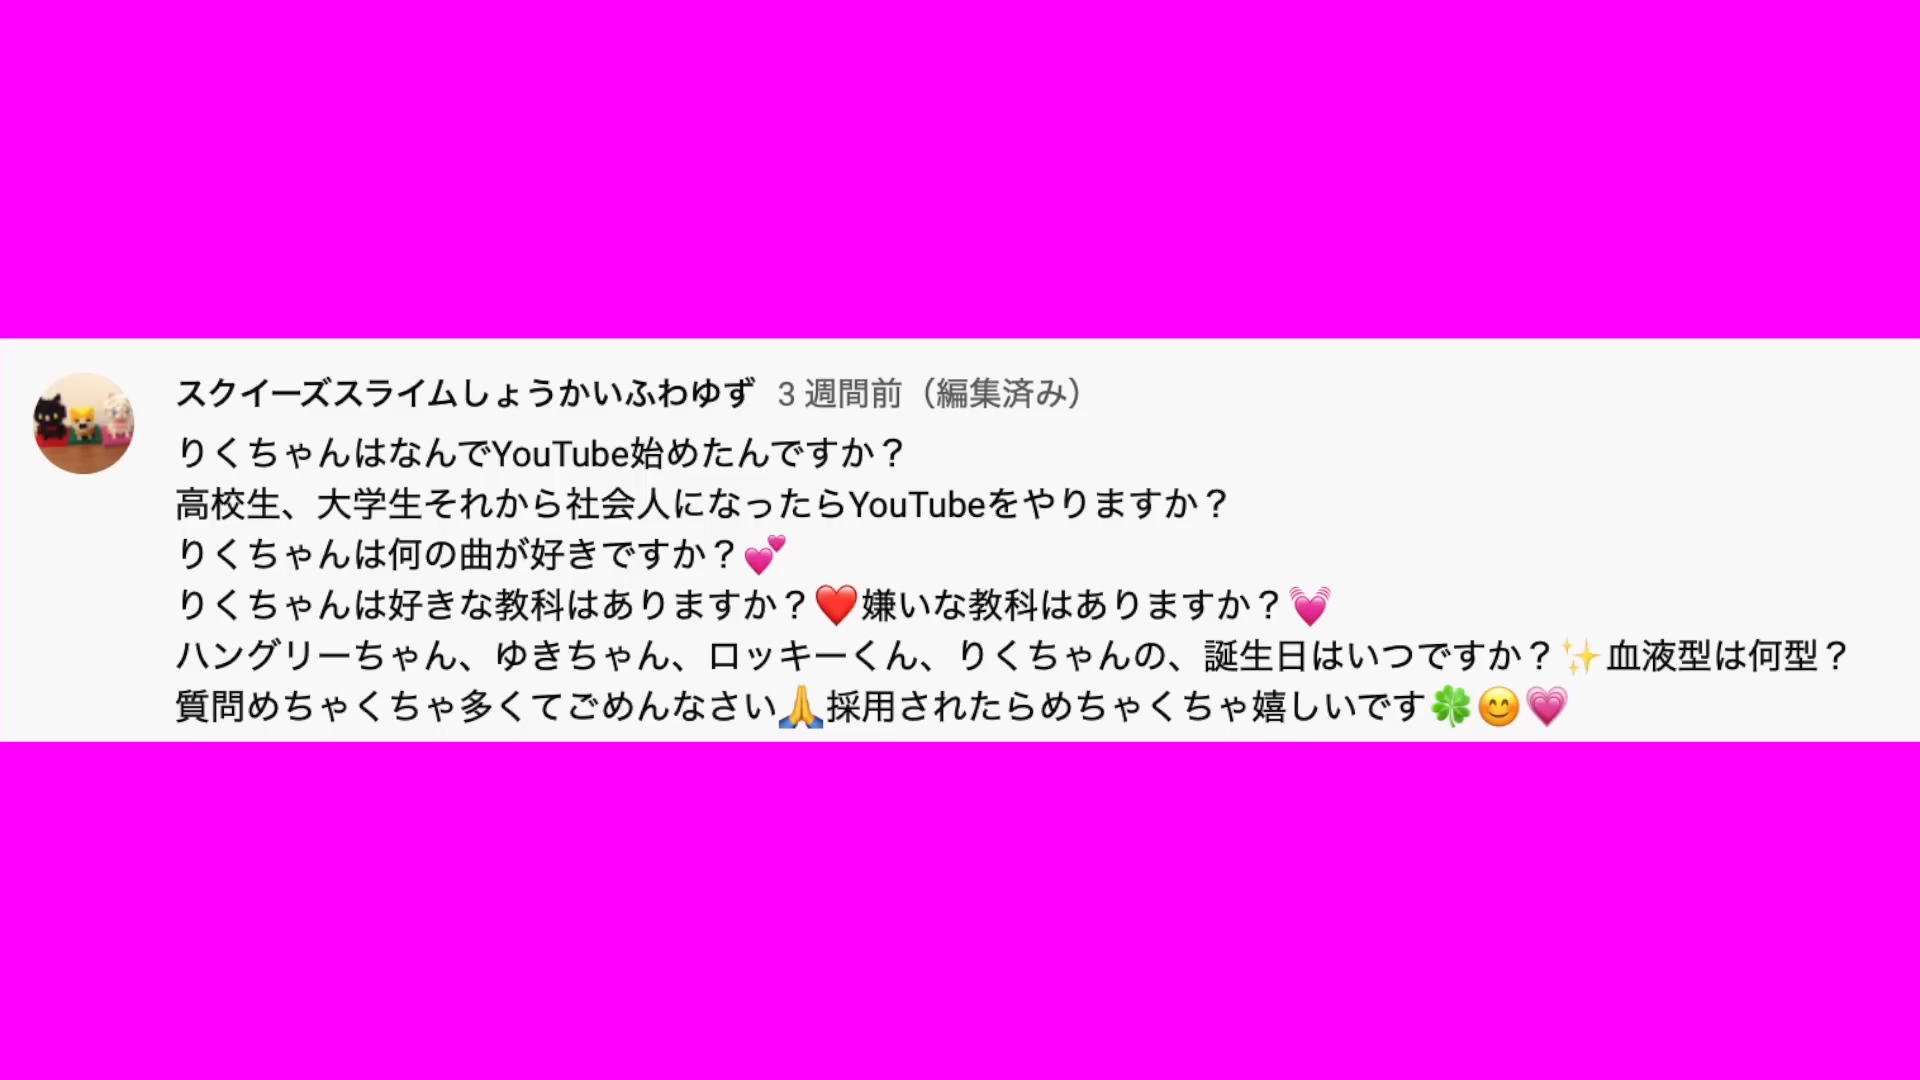 スクイーズスライムしょうかいふわゆず 3 週間前（編集済み）
りくちゃんはなんでYouTube始めたんですか？
高校生、大学生それから社会人になったらYouTubeをやりますか？
りくちゃんは何の曲が好きですか？💕
りくちゃんは好きな教科はありますか？❤️嫌いな教科はありますか？💓
ハングリーちゃん、ゆきちゃん、ロッキーくん、りくちゃんの、誕生日はいつですか？✨血液型は何型？
質問めちゃくちゃ多くてごめんなさい🙏採用されたらめちゃくちゃ嬉しいです🍀😊💗